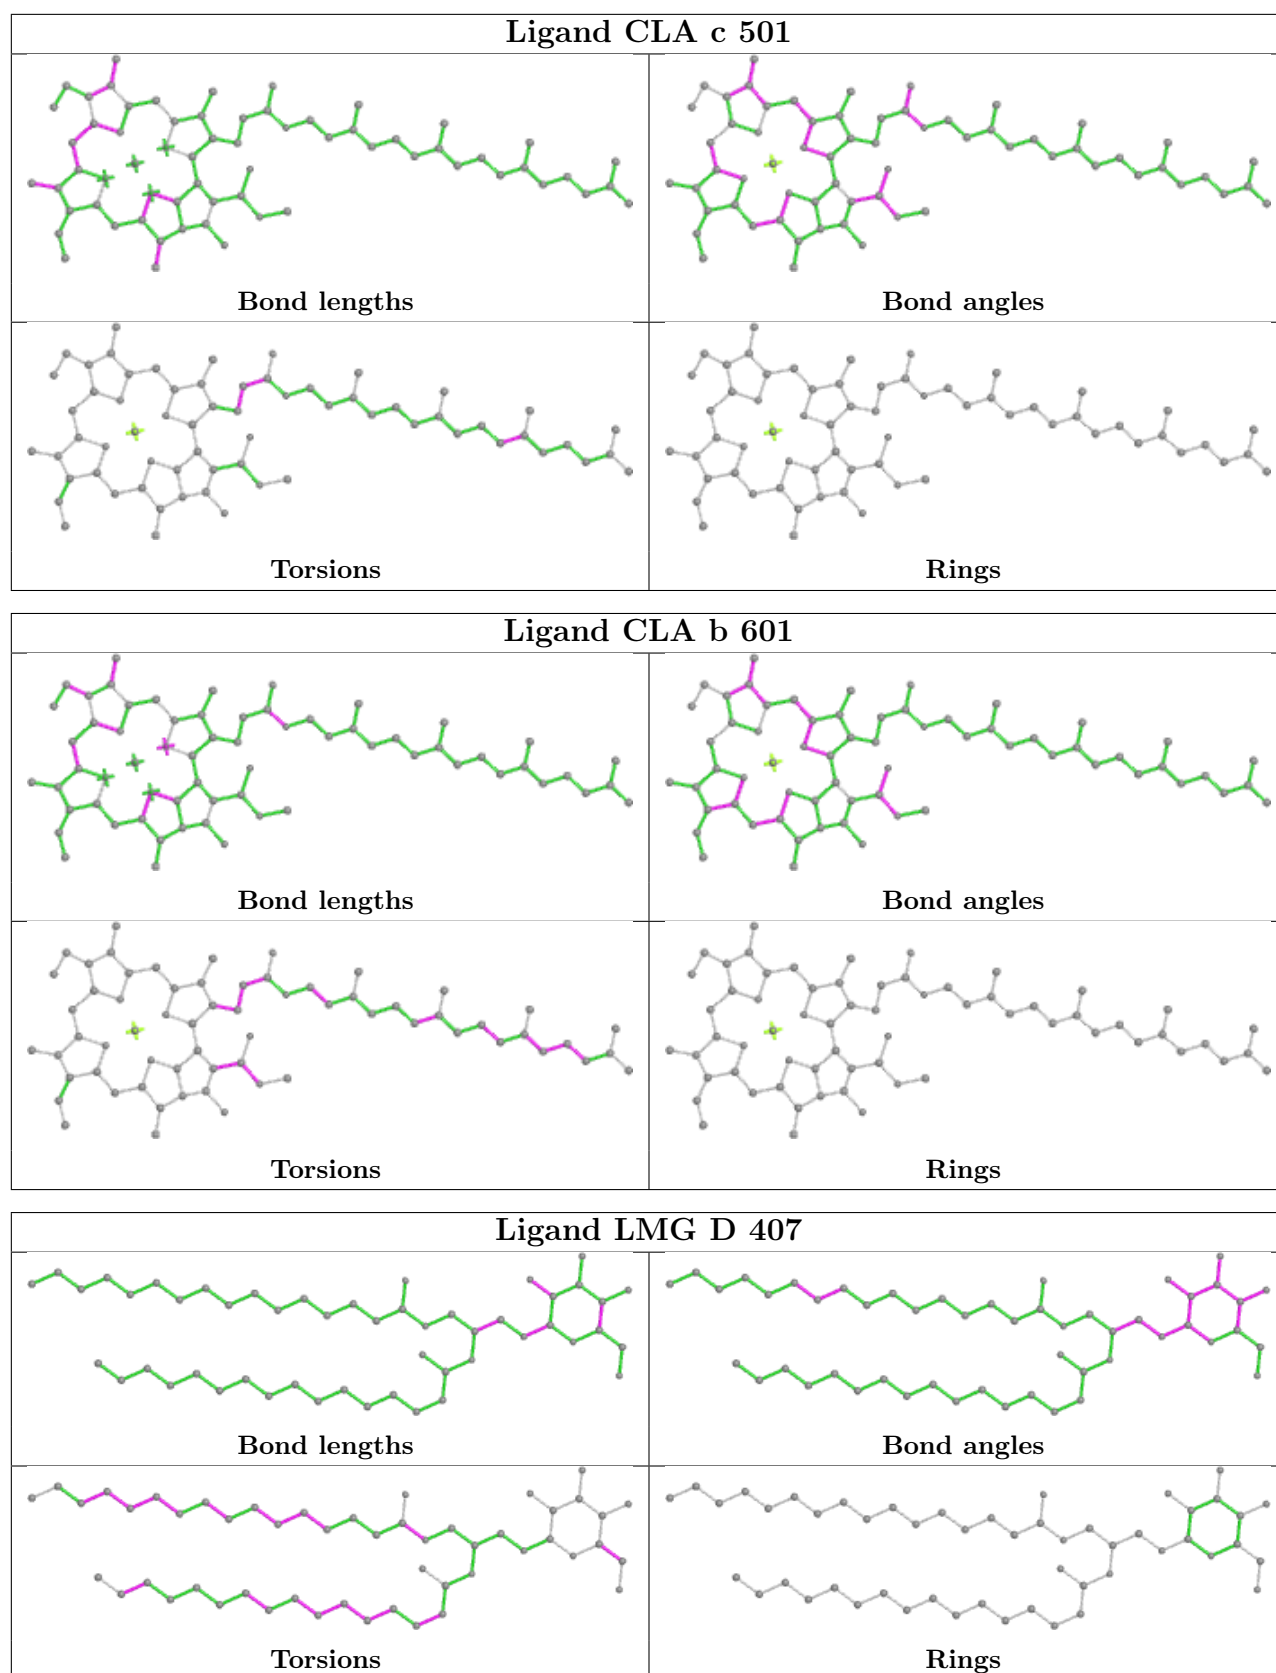 Ligand CLA c 501
Bond lengths
Bond angles
Torsions
Rings
Ligand CLA b 601
Bond lengths
Bond angles
Torsions
Rings
Ligand LMG D 407
Bond lengths
Bond angles
Torsions
Rings